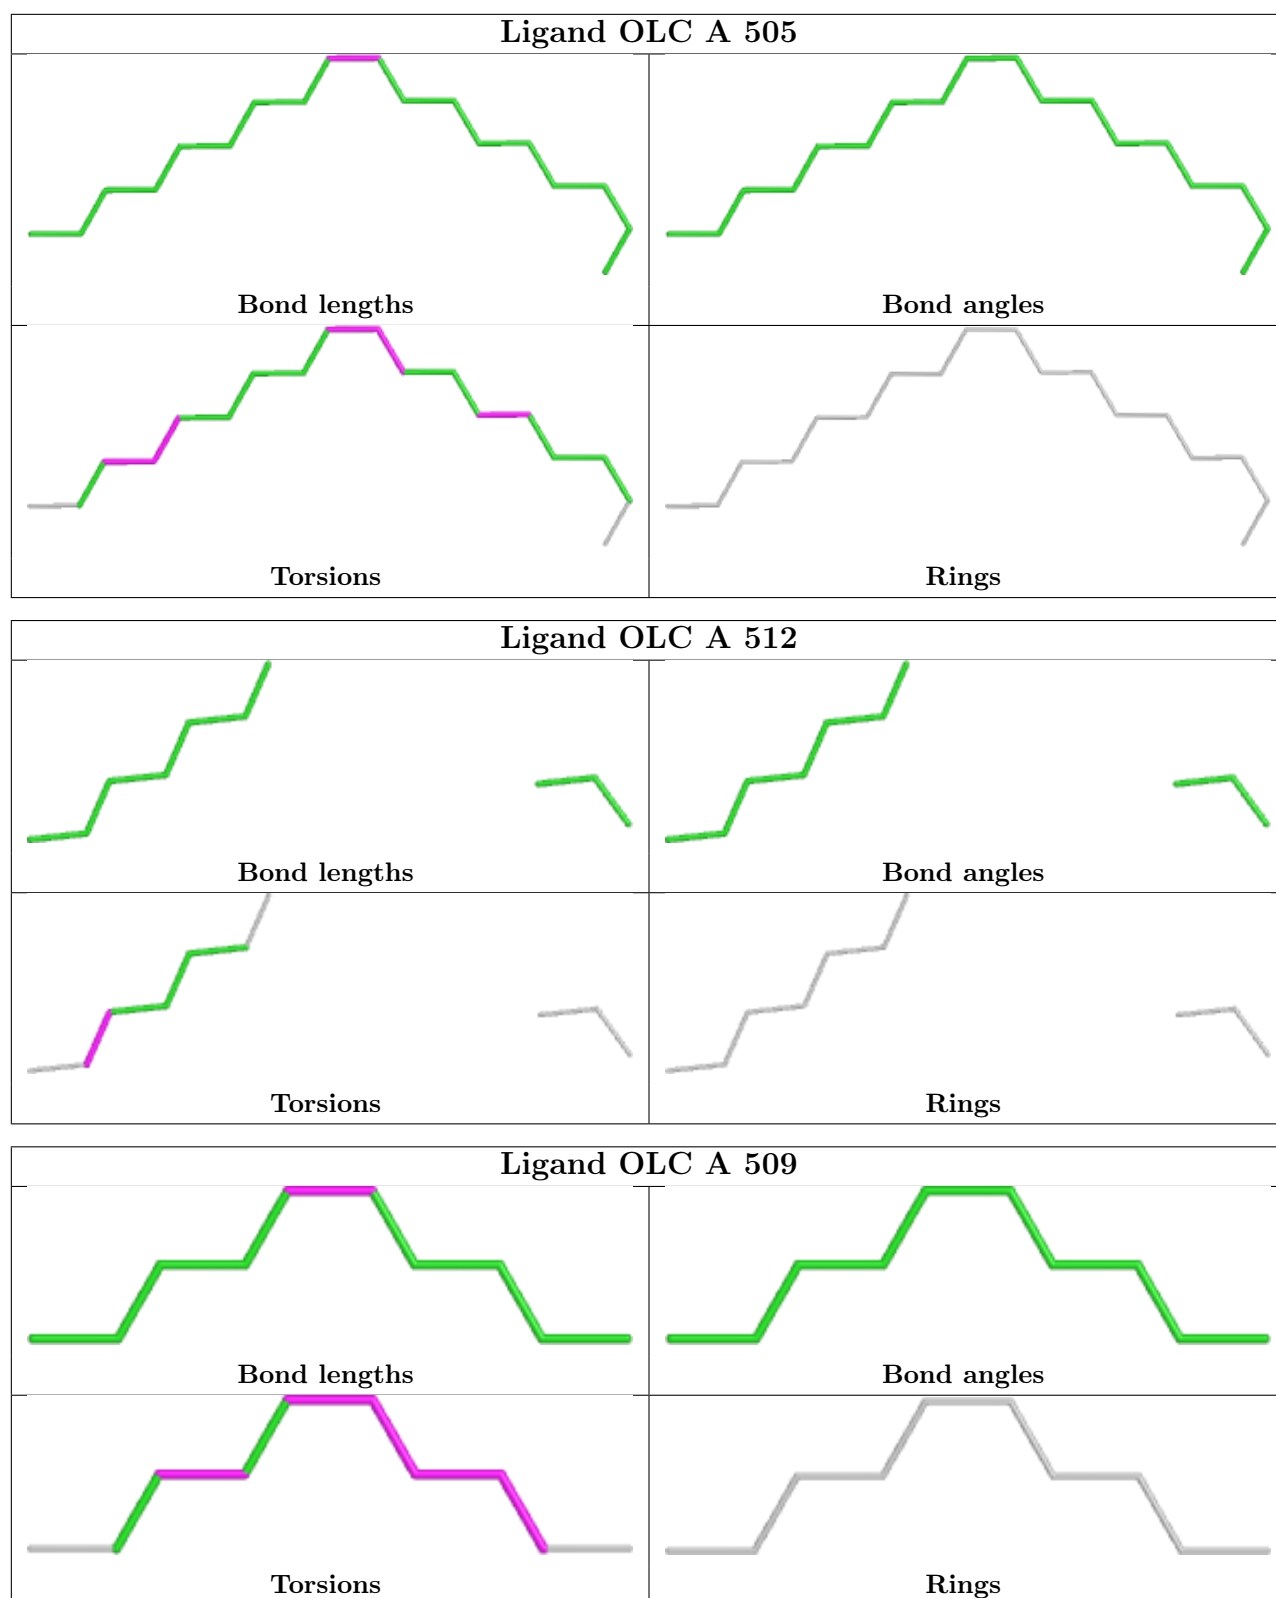 Ligand OLC A 505
Bond lengths
Bond angles
Torsions
Rings
Ligand OLC A 512
Bond lengths
Bond angles
Torsions
Rings
Ligand OLC A 509
Bond lengths
Bond angles
Torsions
Rings